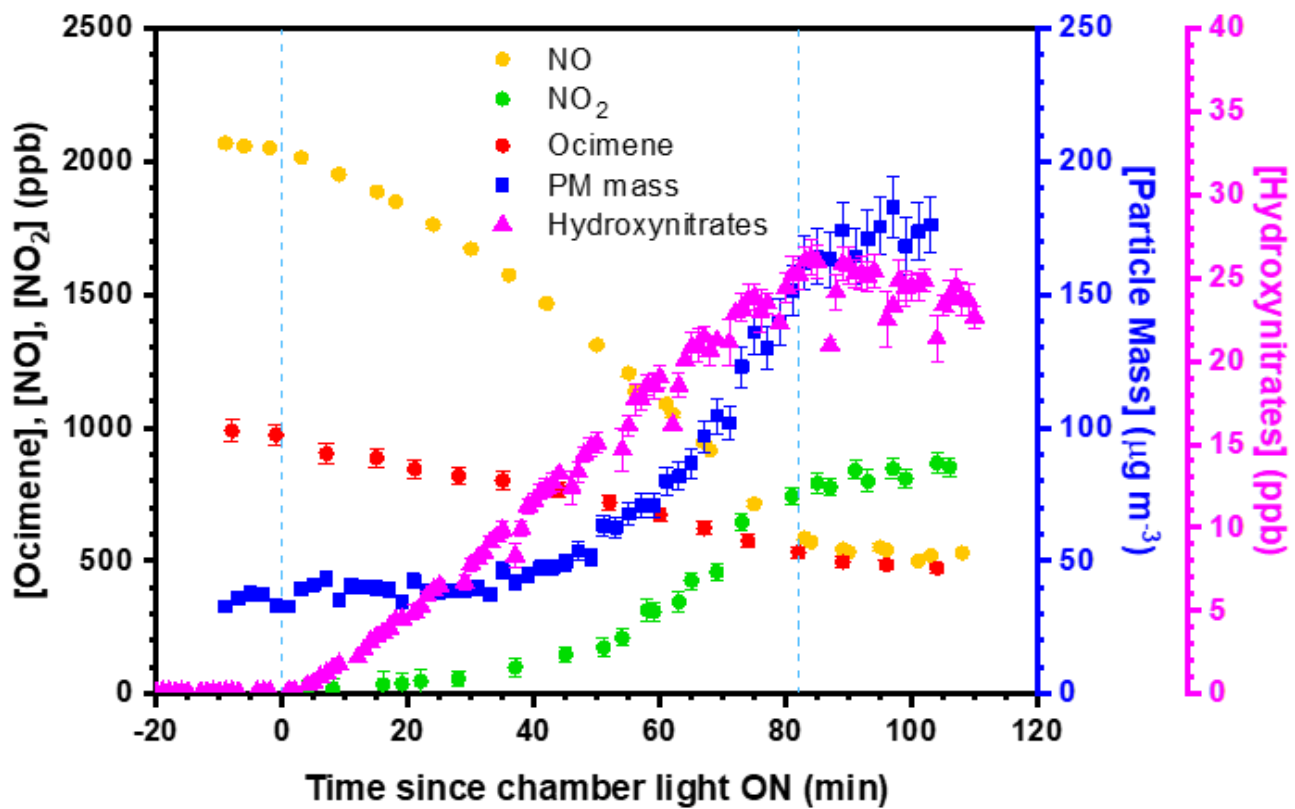 [Ocimene], [NO], [NO2] (ppb)
2500
2000
1500
1000
500
0
NO
NO2
Ocimene
PM mass
Hydroxynitrates
250
200
150
100
50
0
[Particle Mass] (μg m-3)
40
35
30
25
20
15
10
5
0
[Hydroxynitrates] (ppb)
-20 0 20 40 60 80 100 120
Time since chamber light ON (min)